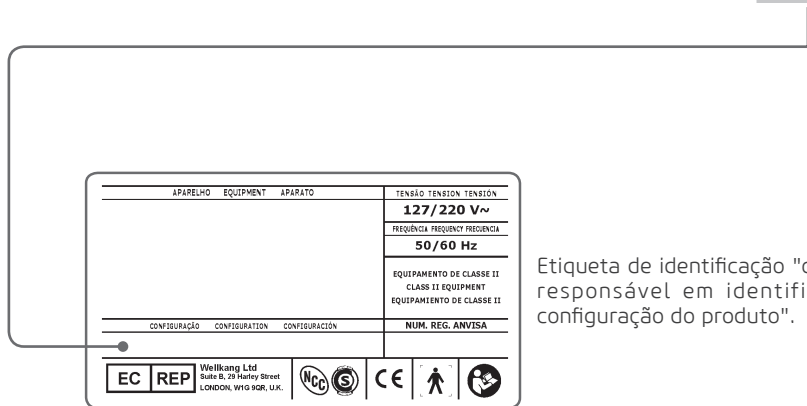 APARELHO EQUIPMENT APARATO
TENSÃO TENSION TENSIÓN
127/220 V~
FREQUÊNCIA FREQUENCY FRECUENCIA
50/60 Hz
EQUIPAMENTO DE CLASSE II
CLASS II EQUIPMENT
EQUIPAMIENTO DE CLASSE II
CONFIGURAÇÃO CONFIGURATION CONFIGURACIÓN
NUM. REG. ANVISA
EC REP
Wellkang Ltd
Suite B, 29 Harley Street
LONDON, W1G 9QR, U.K.
NCC
S
CE
Etiqueta de identificação
responsável em
configuração do produto".